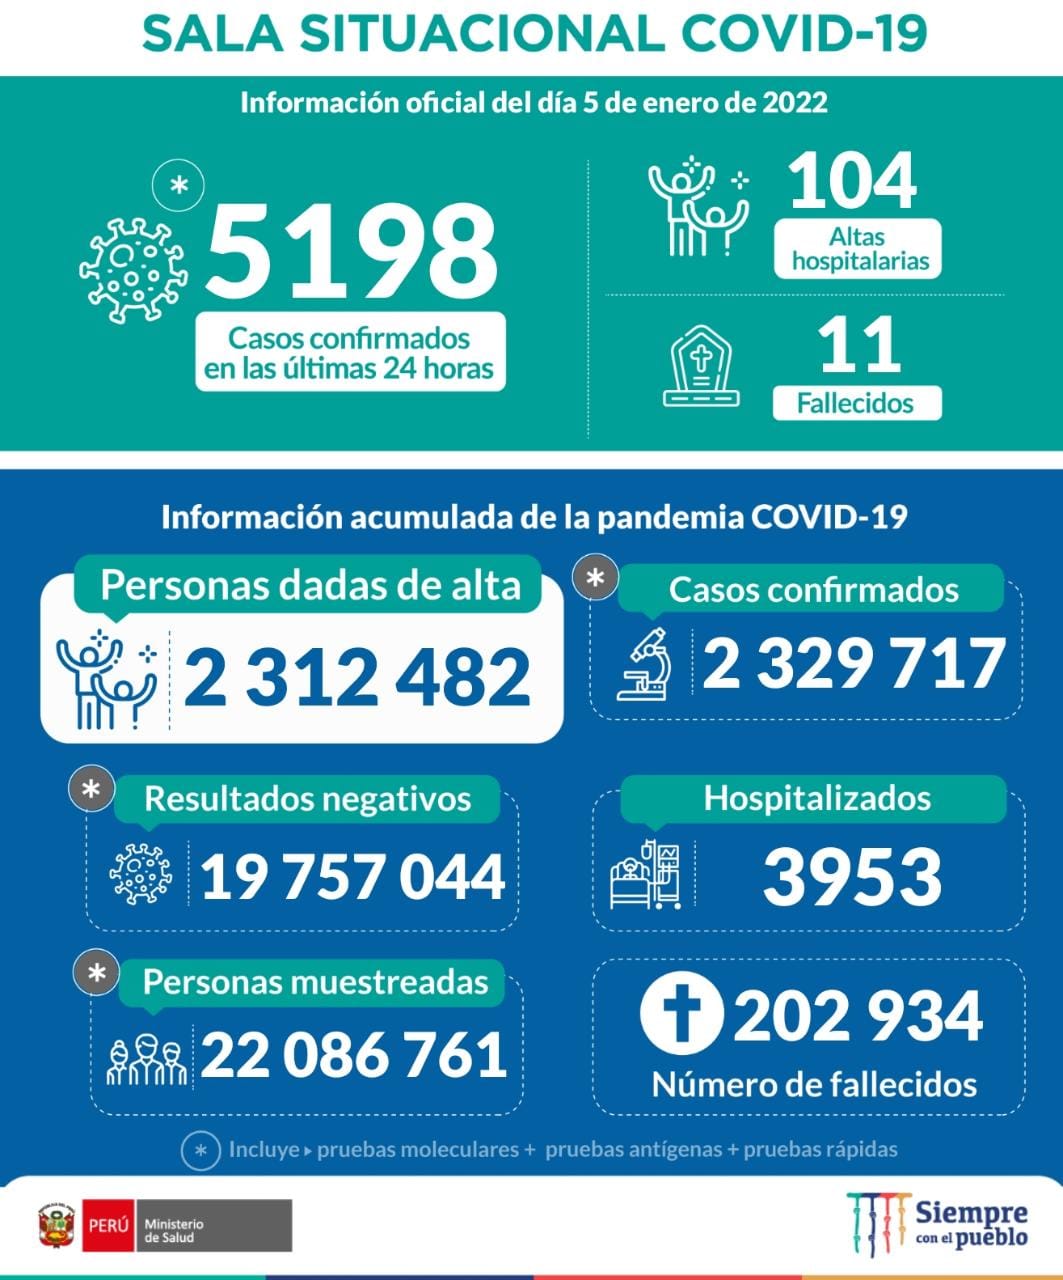 SALA SITUACIONAL COVID-19
Información oficial del día 5 de enero de 2022
*
5198
Casos confirmados
en las últimas 24 horas
104
Altas
hospitalarias
11
Fallecidos
Información acumulada de la pandemia COVID-19
Personas dadas de alta
2 312 482
*
Casos confirmados
2 329 717
*
Resultados negativos
19 757 044
Hospitalizados
3953
*
Personas muestreadas
22 086 761
202 934
Número de fallecidos
* Incluye ▸ pruebas moleculares + pruebas antígenas + pruebas rápidas
PERÚ
Ministerio
de Salud
Siempre
con el pueblo